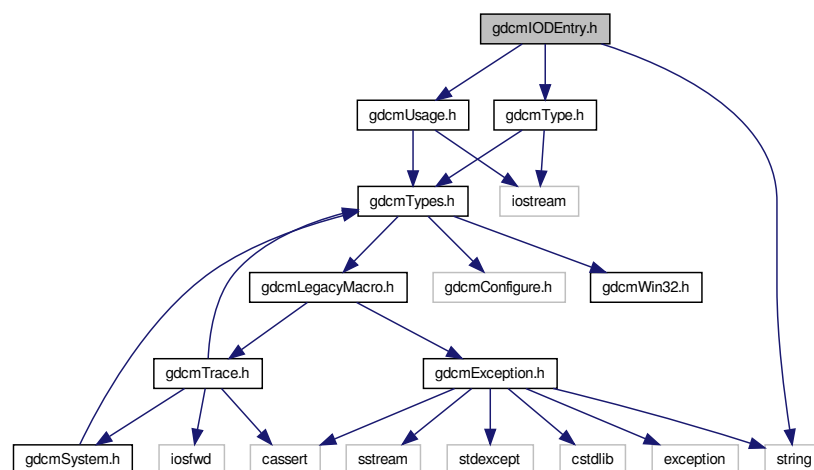 gdcmIODEntry.h
gdcmUsage.h
gdcmType.h
gdcmTypes.h
iostream
gdcmLegacyMacro.h
gdcmConfigure.h
gdcmWin32.h
gdcmTrace.h
gdcmException.h
gdcmSystem.h
iosfwd
cassert
sstream
stdexcept
cstdlib
exception
string